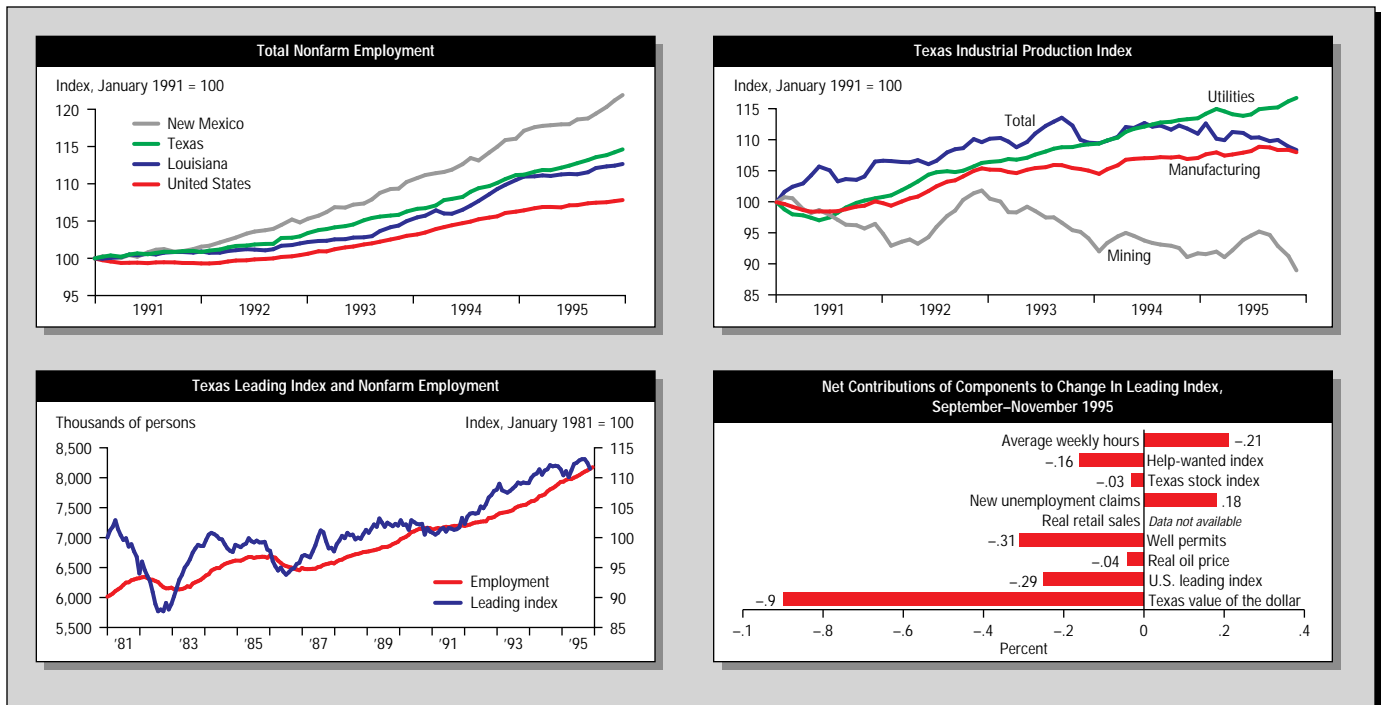 Total Nonfarm Employment
Index, January 1991 = 100
120
115
110
105
100
95
New Mexico
Texas
Louisiana
United States
1991 1992 1993 1994 1995
Texas Industrial Production Index
Index, January 1991 = 100
115
110
105
100
95
90
85
Utilities
Total
Manufacturing
Mining
1991 1992 1993 1994 1995
Texas Leading Index and Nonfarm Employment
Thousands of persons Index, January 1981 = 100
8,500 115
8,000 110
7,500 105
7,000 100
6,500 95
6,000 90
5,500 85
Employment
Leading index
’81 ’83 ’85 ’87 ’89 ’91 ’93 ’95
Net Contributions of Components to Change In Leading Index,
September–November 1995
Average weekly hours –.21
–.16 Help-wanted index
–.03 Texas stock index
New unemployment claims .18
Real retail sales Data not available
–.31 Well permits
–.04 Real oil price
–.29 U.S. leading index
–.9 Texas value of the dollar
–.1 –.8 –.6 –.4 –.2 0 .2 .4
Percent